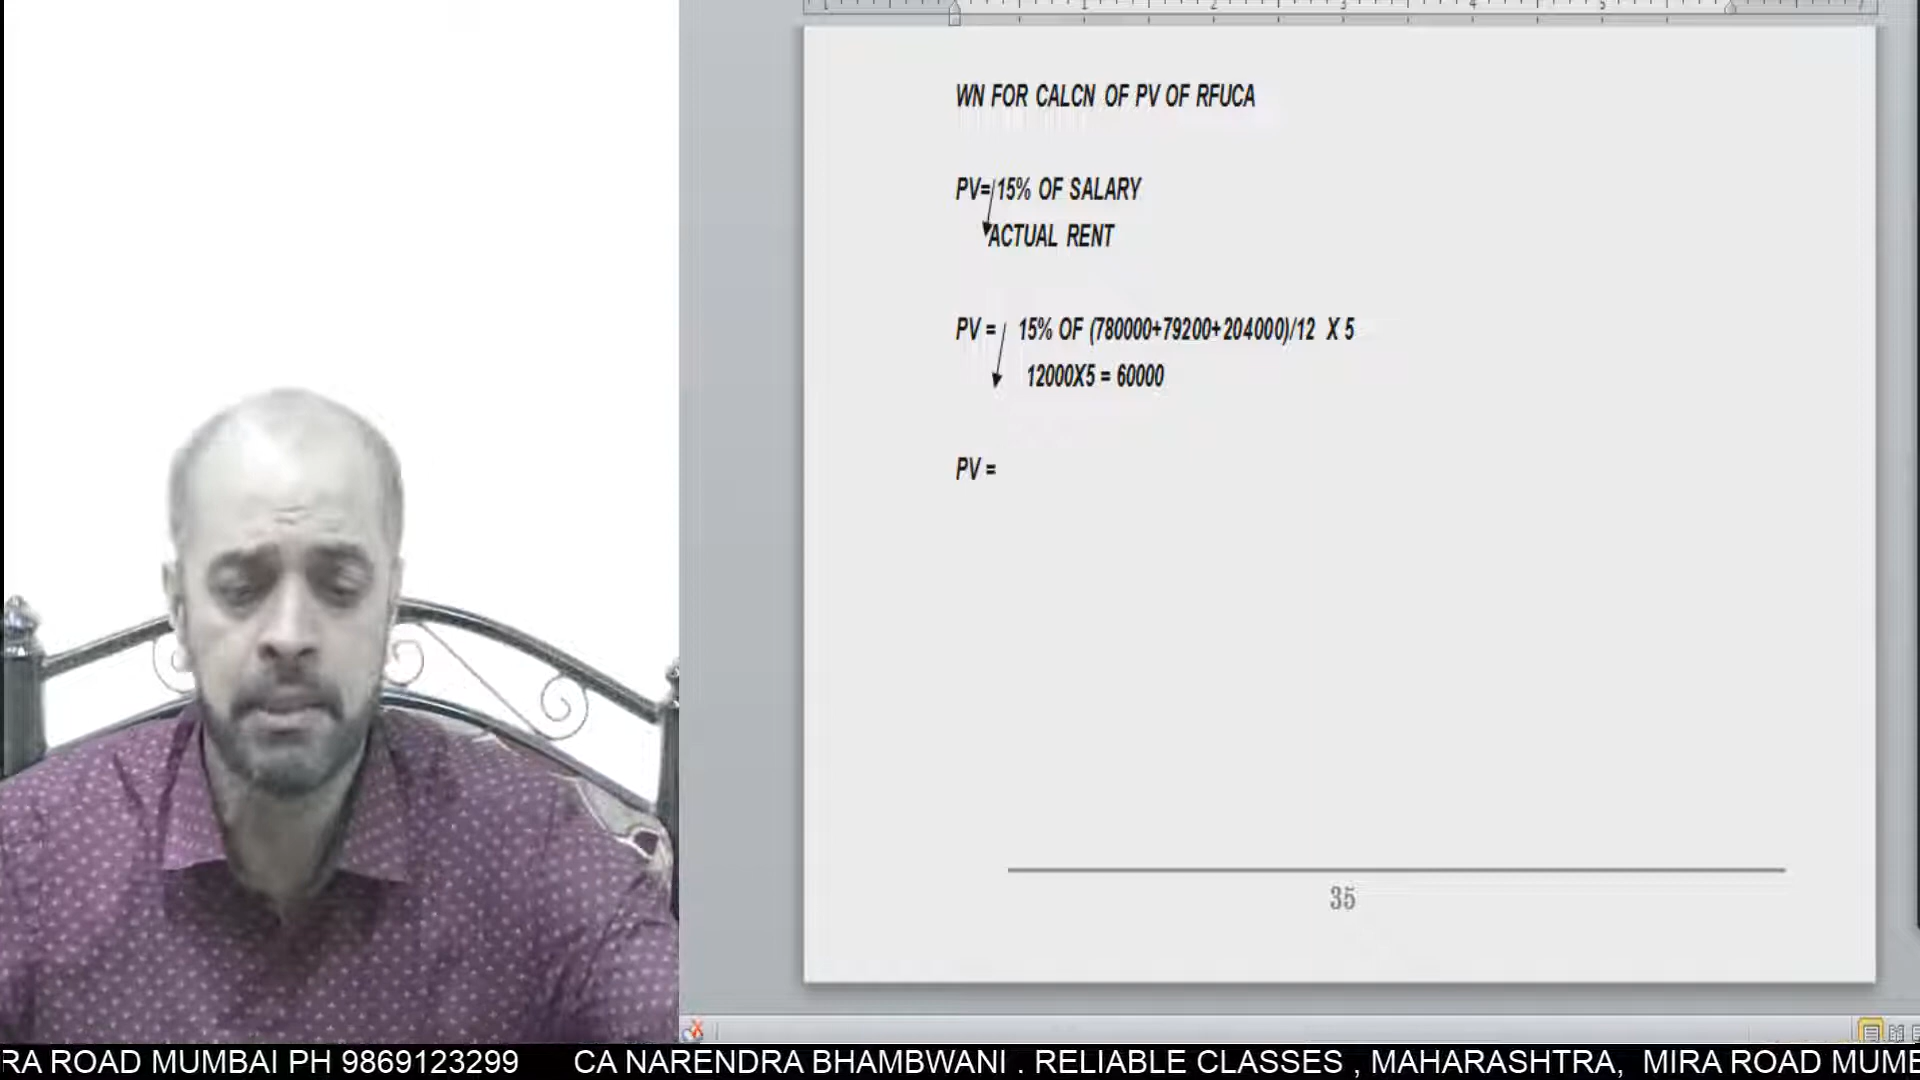 WN FOR CALCN OF PV OF RFUCA
PV= 15% OF SALARY
ACTUAL RENT
PV = 15% OF (780000+79200+204000)/12 X 5
12000X5 = 60000
PV =
35
RA ROAD MUMBAI PH 9869123299 CA NARENDRA BHAMBWANI . RELIABLE CLASSES , MAHARASHTRA, MIRA ROAD MUMB